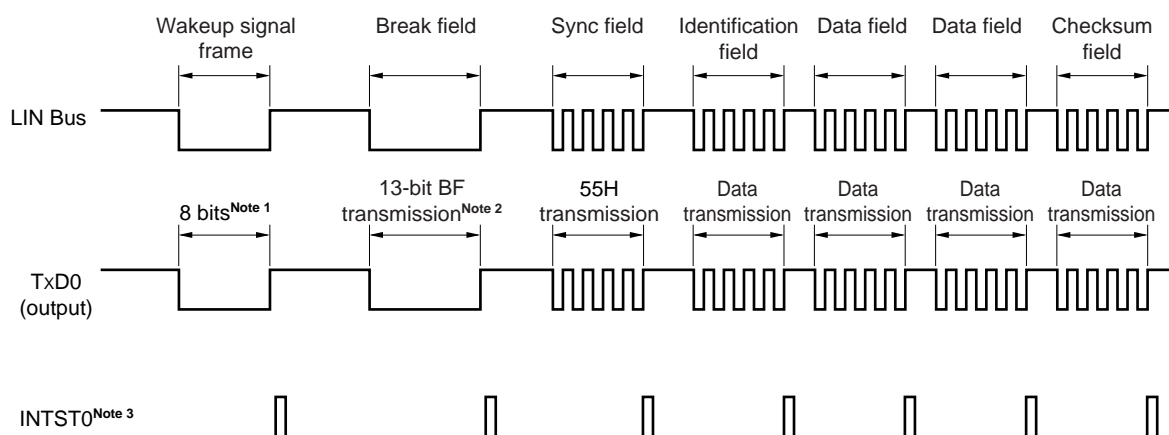 Wakeup signal frame
Break field
Sync field
Identification field
Data field
Data field
Checksum field
LIN Bus
8 bitsNote 1
13-bit BF transmissionNote 2
55H transmission
Data transmission
Data transmission
Data transmission
Data transmission
TxD0 (output)
INTST0Note 3